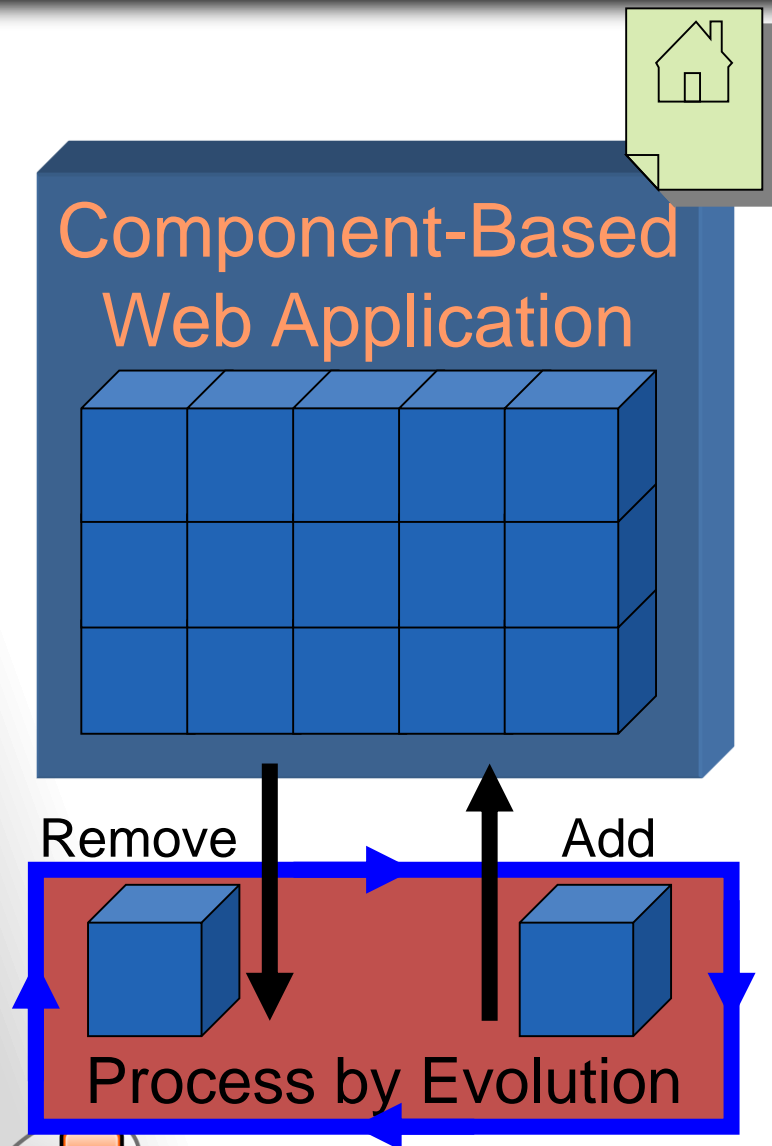 Component-Based
Web Application
Remove
Add
Process by Evolution